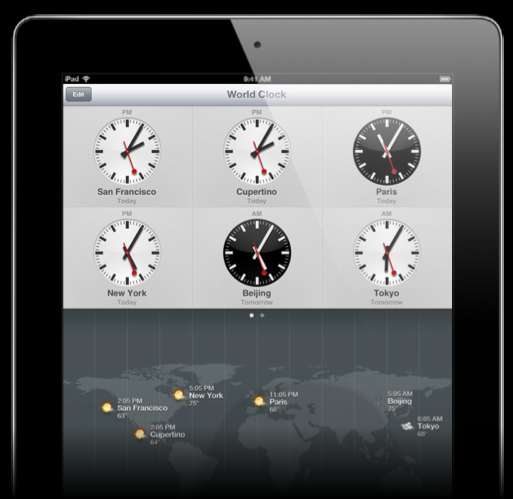 iPad 9:41 AM
Edit World Clock
PM PM PM
San Francisco Cupertino Paris
Today Today Today
PM AM AM
New York Beijing Tokyo
Today Tomorrow Tomorrow
5:05 PM
New York
75°
2:05 PM
San Francisco
63°
11:05 PM
Paris
68°
5:05 AM
Beijing
75°
2:05 PM
Cupertino
64°
6:05 AM
Tokyo
68°